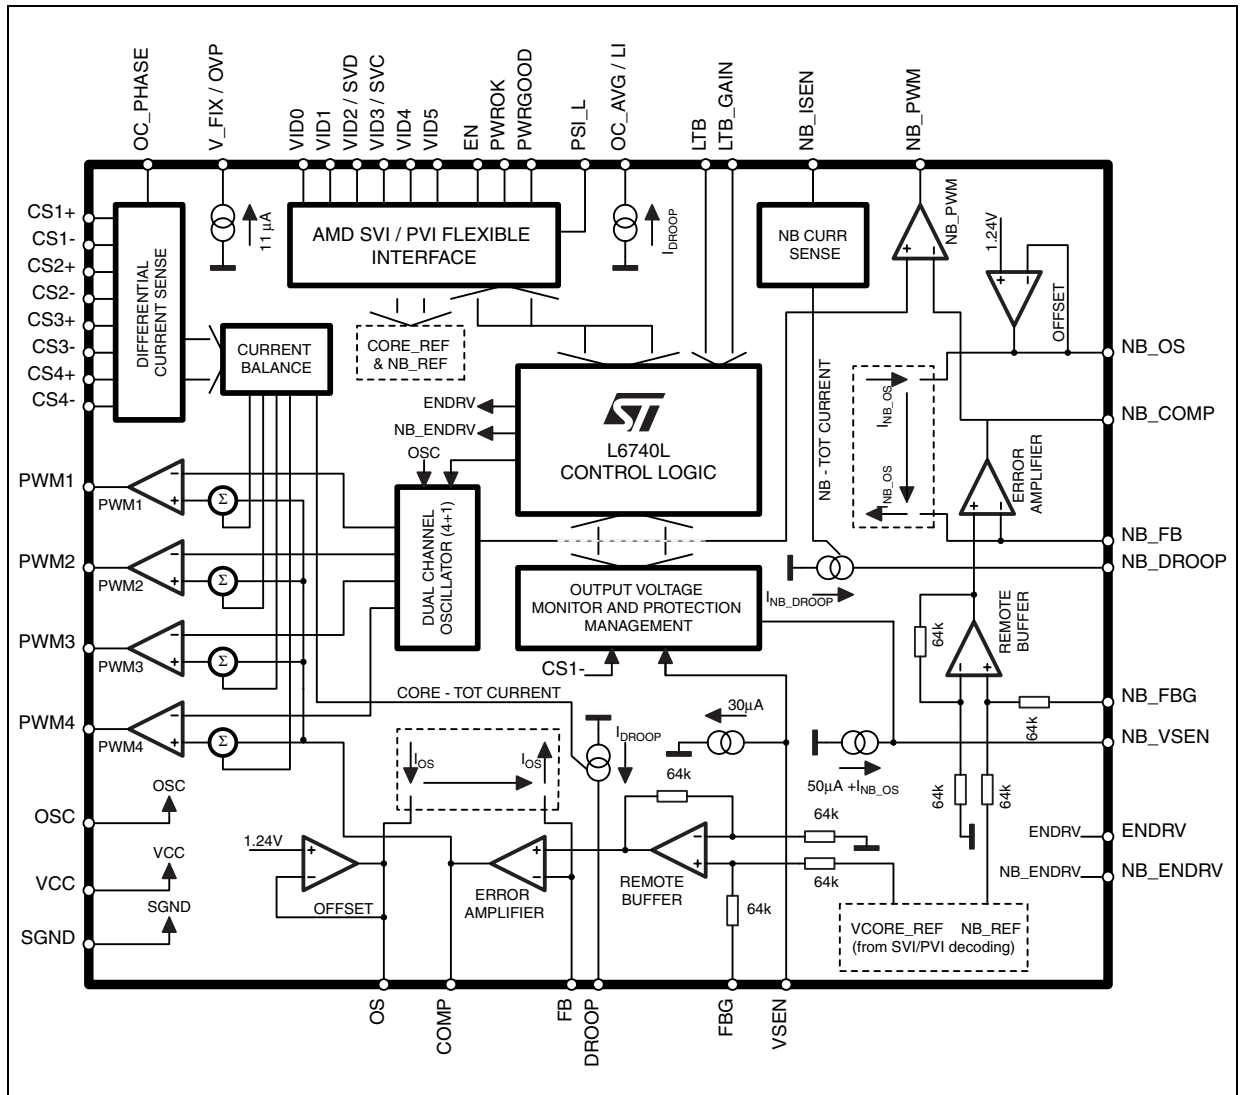 OC_PHASE
V_FIX / OVP
VID0
VID1
VID2 / SVD
VID3 / SVC
VID4
VID5
EN
PWROK
PWRGOOD
PSI_L
OC_AVG / LI
LTB
LTB_GAIN
NB_ISEN
NB_PWM
CS1+
CS1-
CS2+
CS2-
CS3+
CS3-
CS4+
CS4-
DIFFERENTIAL
CURRENT SENSE
11 µA
AMD SVI / PVI FLEXIBLE
INTERFACE
IDROOP
NB CURR
SENSE
NB_PWM
+
-
1.24V
+
-
OFFSET
CURRENT
BALANCE
CORE_REF
& NB_REF
ENDRV
NB_ENDRV
OSC
ST
L6740L
CONTROL LOGIC
NB - TOT CURRENT
INB_OS
INB_OS
NB_OS
NB_COMP
ERROR
AMPLIFIER
+
-
NB_FB
NB_DROOP
PWM1
PWM1
-
+
Σ
PWM2
PWM2
-
+
Σ
PWM3
PWM3
-
+
Σ
PWM4
PWM4
-
+
Σ
DUAL CHANNEL
OSCILLATOR (4+1)
OUTPUT VOLTAGE
MONITOR AND PROTECTION
MANAGEMENT
INB_DROOP
64k
REMOTE
BUFFER
-
+
CS1-
CORE - TOT CURRENT
30µA
64k
NB_FBG
NB_VSEN
IOS
IOS
IDROOP
64k
50µA +INB_OS
64k
64k
OSC
OSC
VCC
VCC
SGND
SGND
1.24V
+
-
OFFSET
+
-
ERROR
AMPLIFIER
-
+
REMOTE
BUFFER
64k
64k
64k
ENDRV
ENDRV
NB_ENDRV
NB_ENDRV
VCORE_REF NB_REF
(from SVI/PVI decoding)
OS
COMP
FB
DROOP
FBG
VSEN